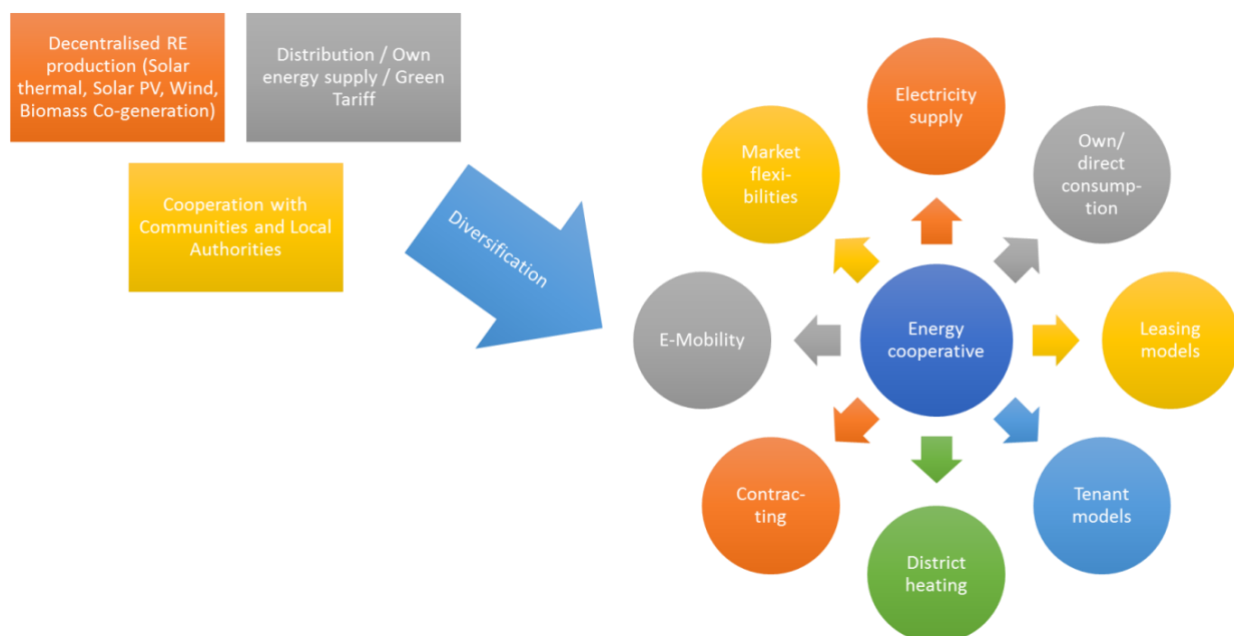 Decentralised RE
production (Solar
thermal, Solar PV, Wind,
Biomass Co-generation)
Distribution / Own
energy supply / Green
Tariff
Cooperation with
Communities and Local
Authorities
Diversification
Electricity
supply
Own/
direct
consump-
tion
Leasing
models
Tenant
models
District
heating
Contrac-
ting
E-Mobility
Market
flexi-
bilities
Energy
cooperative